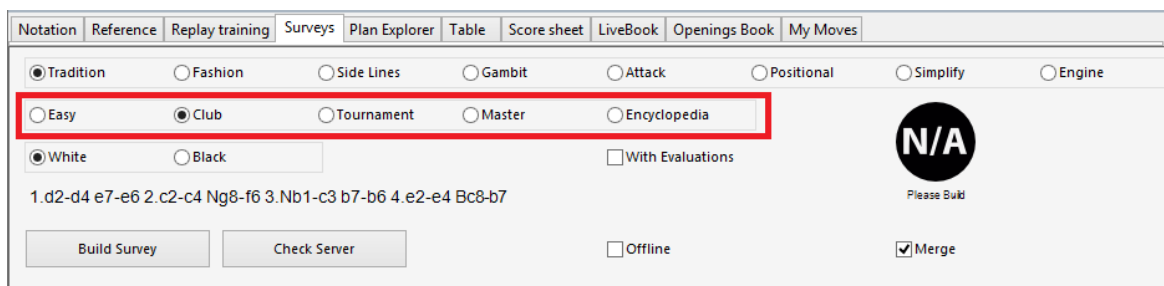 Notation Reference Replay training Surveys Plan Explorer Table Score sheet LiveBook Openings Book My Moves
Tradition Fashion Side Lines Gambit Attack Positional Simplify Engine
Easy Club Tournament Master Encyclopedia
N/A
White Black With Evaluations
1.d2-d4 e7-e6 2.c2-c4 Ng8-f6 3.Nb1-c3 b7-b6 4.e2-e4 Bc8-b7
Please Build
Build Survey Check Server Offline Merge